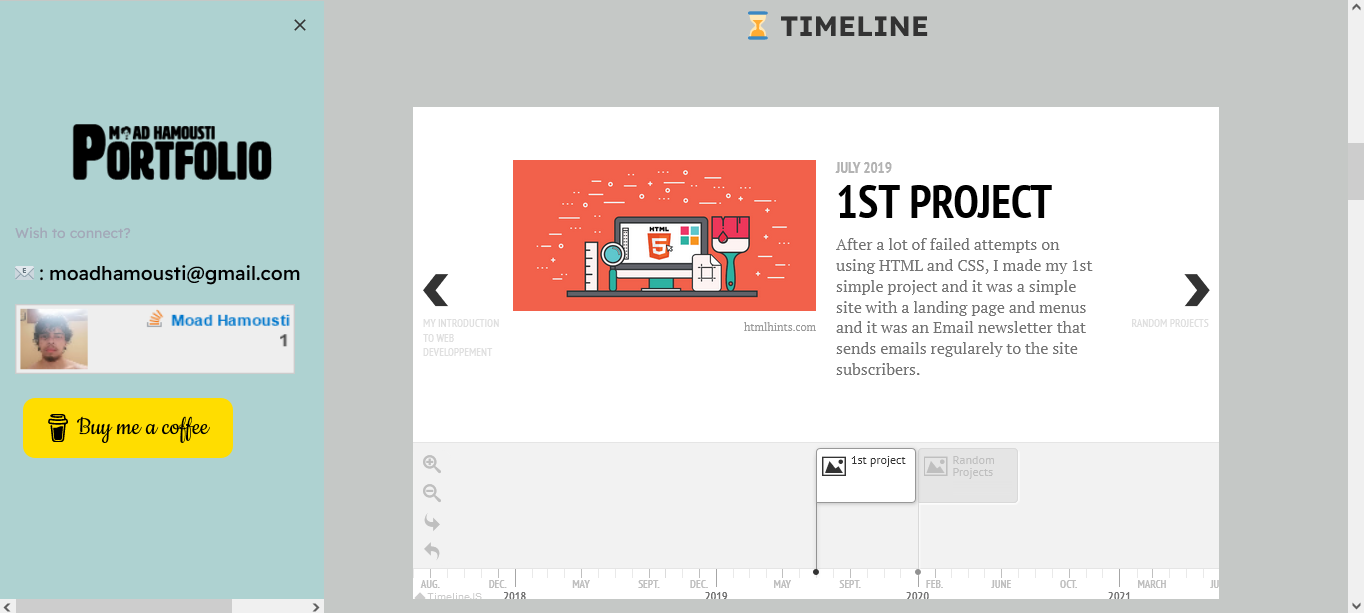 ⌛ TIMELINE
MOAD HAMOUSTI
PORTFOLIO
Wish to connect?
📧 : moadhamousti@gmail.com
Moad Hamousti
1
Buy me a coffee
HTML
5
htmlhints.com
JULY 2019
1ST PROJECT
After a lot of failed attempts on
using HTML and CSS, I made my 1st
simple project and it was a simple
site with a landing page and menus
and it was an Email newsletter that
sends emails regularely to the site
subscribers.
MY INTRODUCTION
TO WEB
DEVELOPPEMENT
RANDOM PROJECTS
1st project
Random
Projects
AUG. DEC. MAY SEPT. DEC. MAY SEPT. FEB. JUNE OCT. MARCH JU
2018 2019 2020 2021
TimelineJS